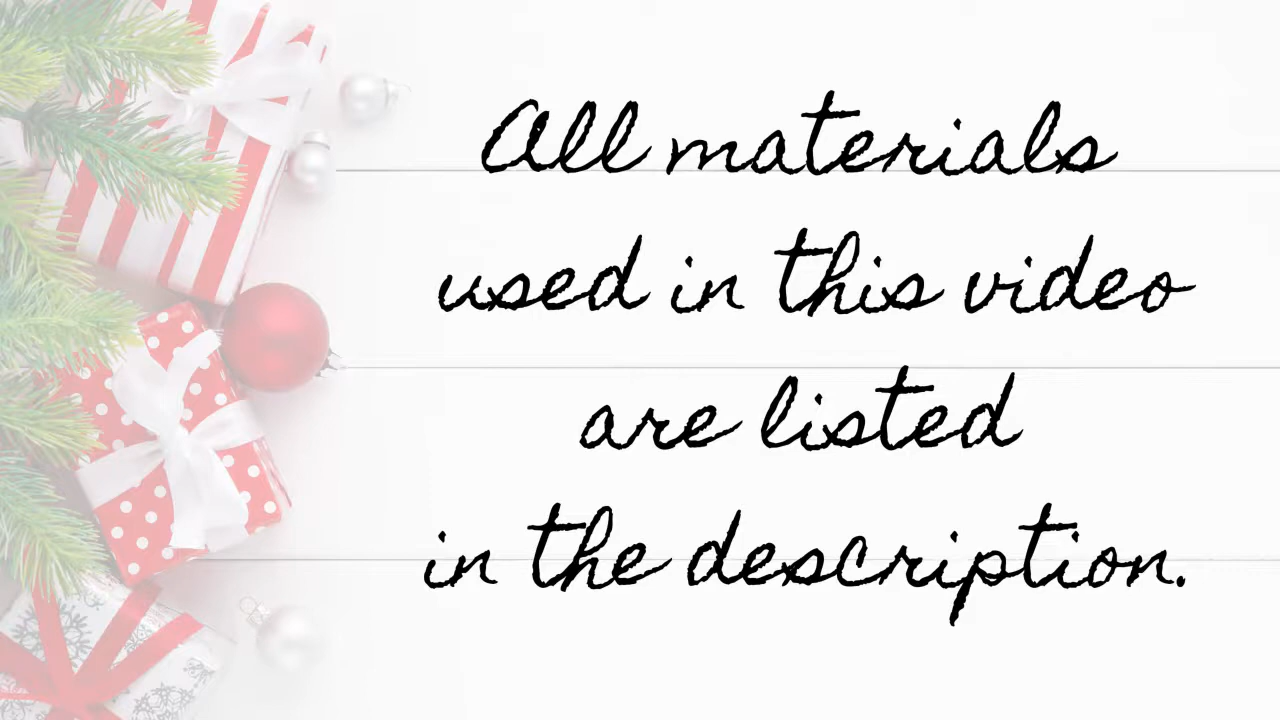 All materials
used in this video
are listed
in the description.